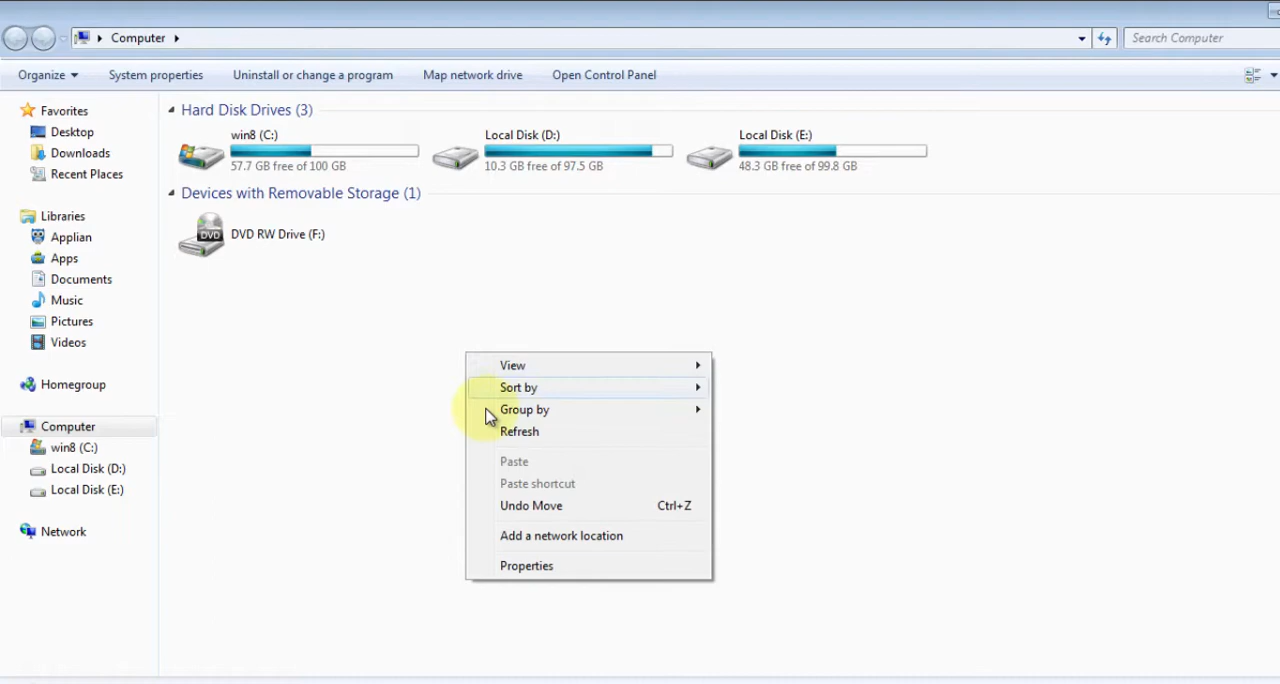 Computer
Search Computer
Organize
System properties
Uninstall or change a program
Map network drive
Open Control Panel
Favorites
Desktop
Downloads
Recent Places
Libraries
Applian
Apps
Documents
Music
Pictures
Videos
Homegroup
Computer
win8 (C:)
Local Disk (D:)
Local Disk (E:)
Network
Hard Disk Drives (3)
win8 (C:)
57.7 GB free of 100 GB
Local Disk (D:)
10.3 GB free of 97.5 GB
Local Disk (E:)
48.3 GB free of 99.8 GB
Devices with Removable Storage (1)
DVD
DVD RW Drive (F:)
View
Sort by
Group by
Refresh
Paste
Paste shortcut
Undo Move Ctrl+Z
Add a network location
Properties